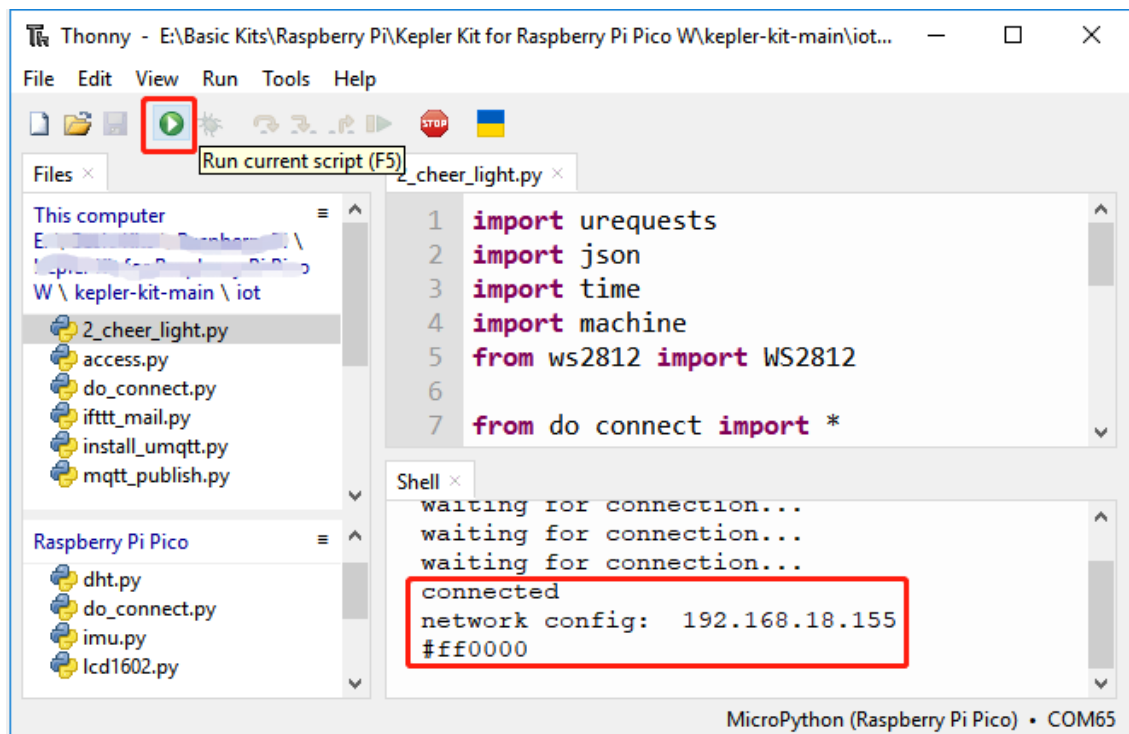 Thonny - E:\Basic Kits\Raspberry Pi\Kepler Kit for Raspberry Pi Pico W\kepler-kit-main\iot...
File Edit View Run Tools Help
STOP
Run current script (F5)
Files
This computer
W \ kepler-kit-main \ iot
2_cheer_light.py
access.py
do_connect.py
ifttt_mail.py
install_umqtt.py
mqtt_publish.py
Raspberry Pi Pico
dht.py
do_connect.py
imu.py
lcd1602.py
2_cheer_light.py
1 import urequests
2 import json
3 import time
4 import machine
5 from ws2812 import WS2812
6
7 from do connect import *
Shell
waiting for connection...
waiting for connection...
waiting for connection...
connected
network config: 192.168.18.155
#ff0000
MicroPython (Raspberry Pi Pico) • COM65